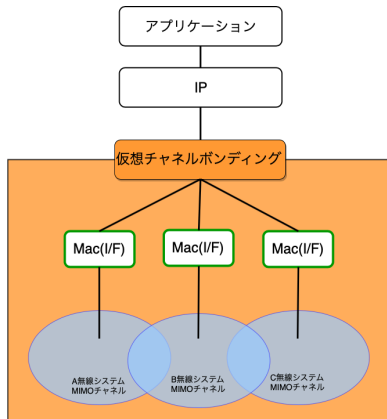 アプリケーション
IP
仮想チャネルボンディング
Mac(I/F)
Mac(I/F)
Mac(I/F)
A無線システム
MIMOチャンネル
B無線システム
MIMOチャンネル
C無線システム
MIMOチャンネル